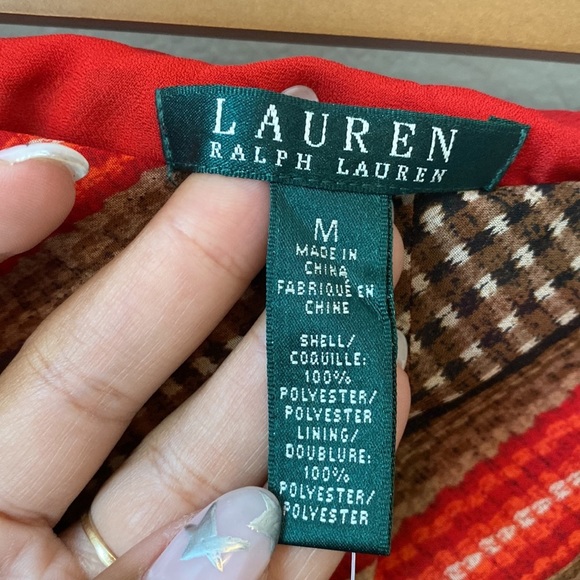 LAUREN
RALPH LAUREN
M
MADE IN
CHINA
FABRIQUÉ EN
CHINE
SHELL/
COQUILLE:
100%
POLYESTER/
POLYESTER
LINING/
DOUBLURE:
100%
POLYESTER/
POLYESTER